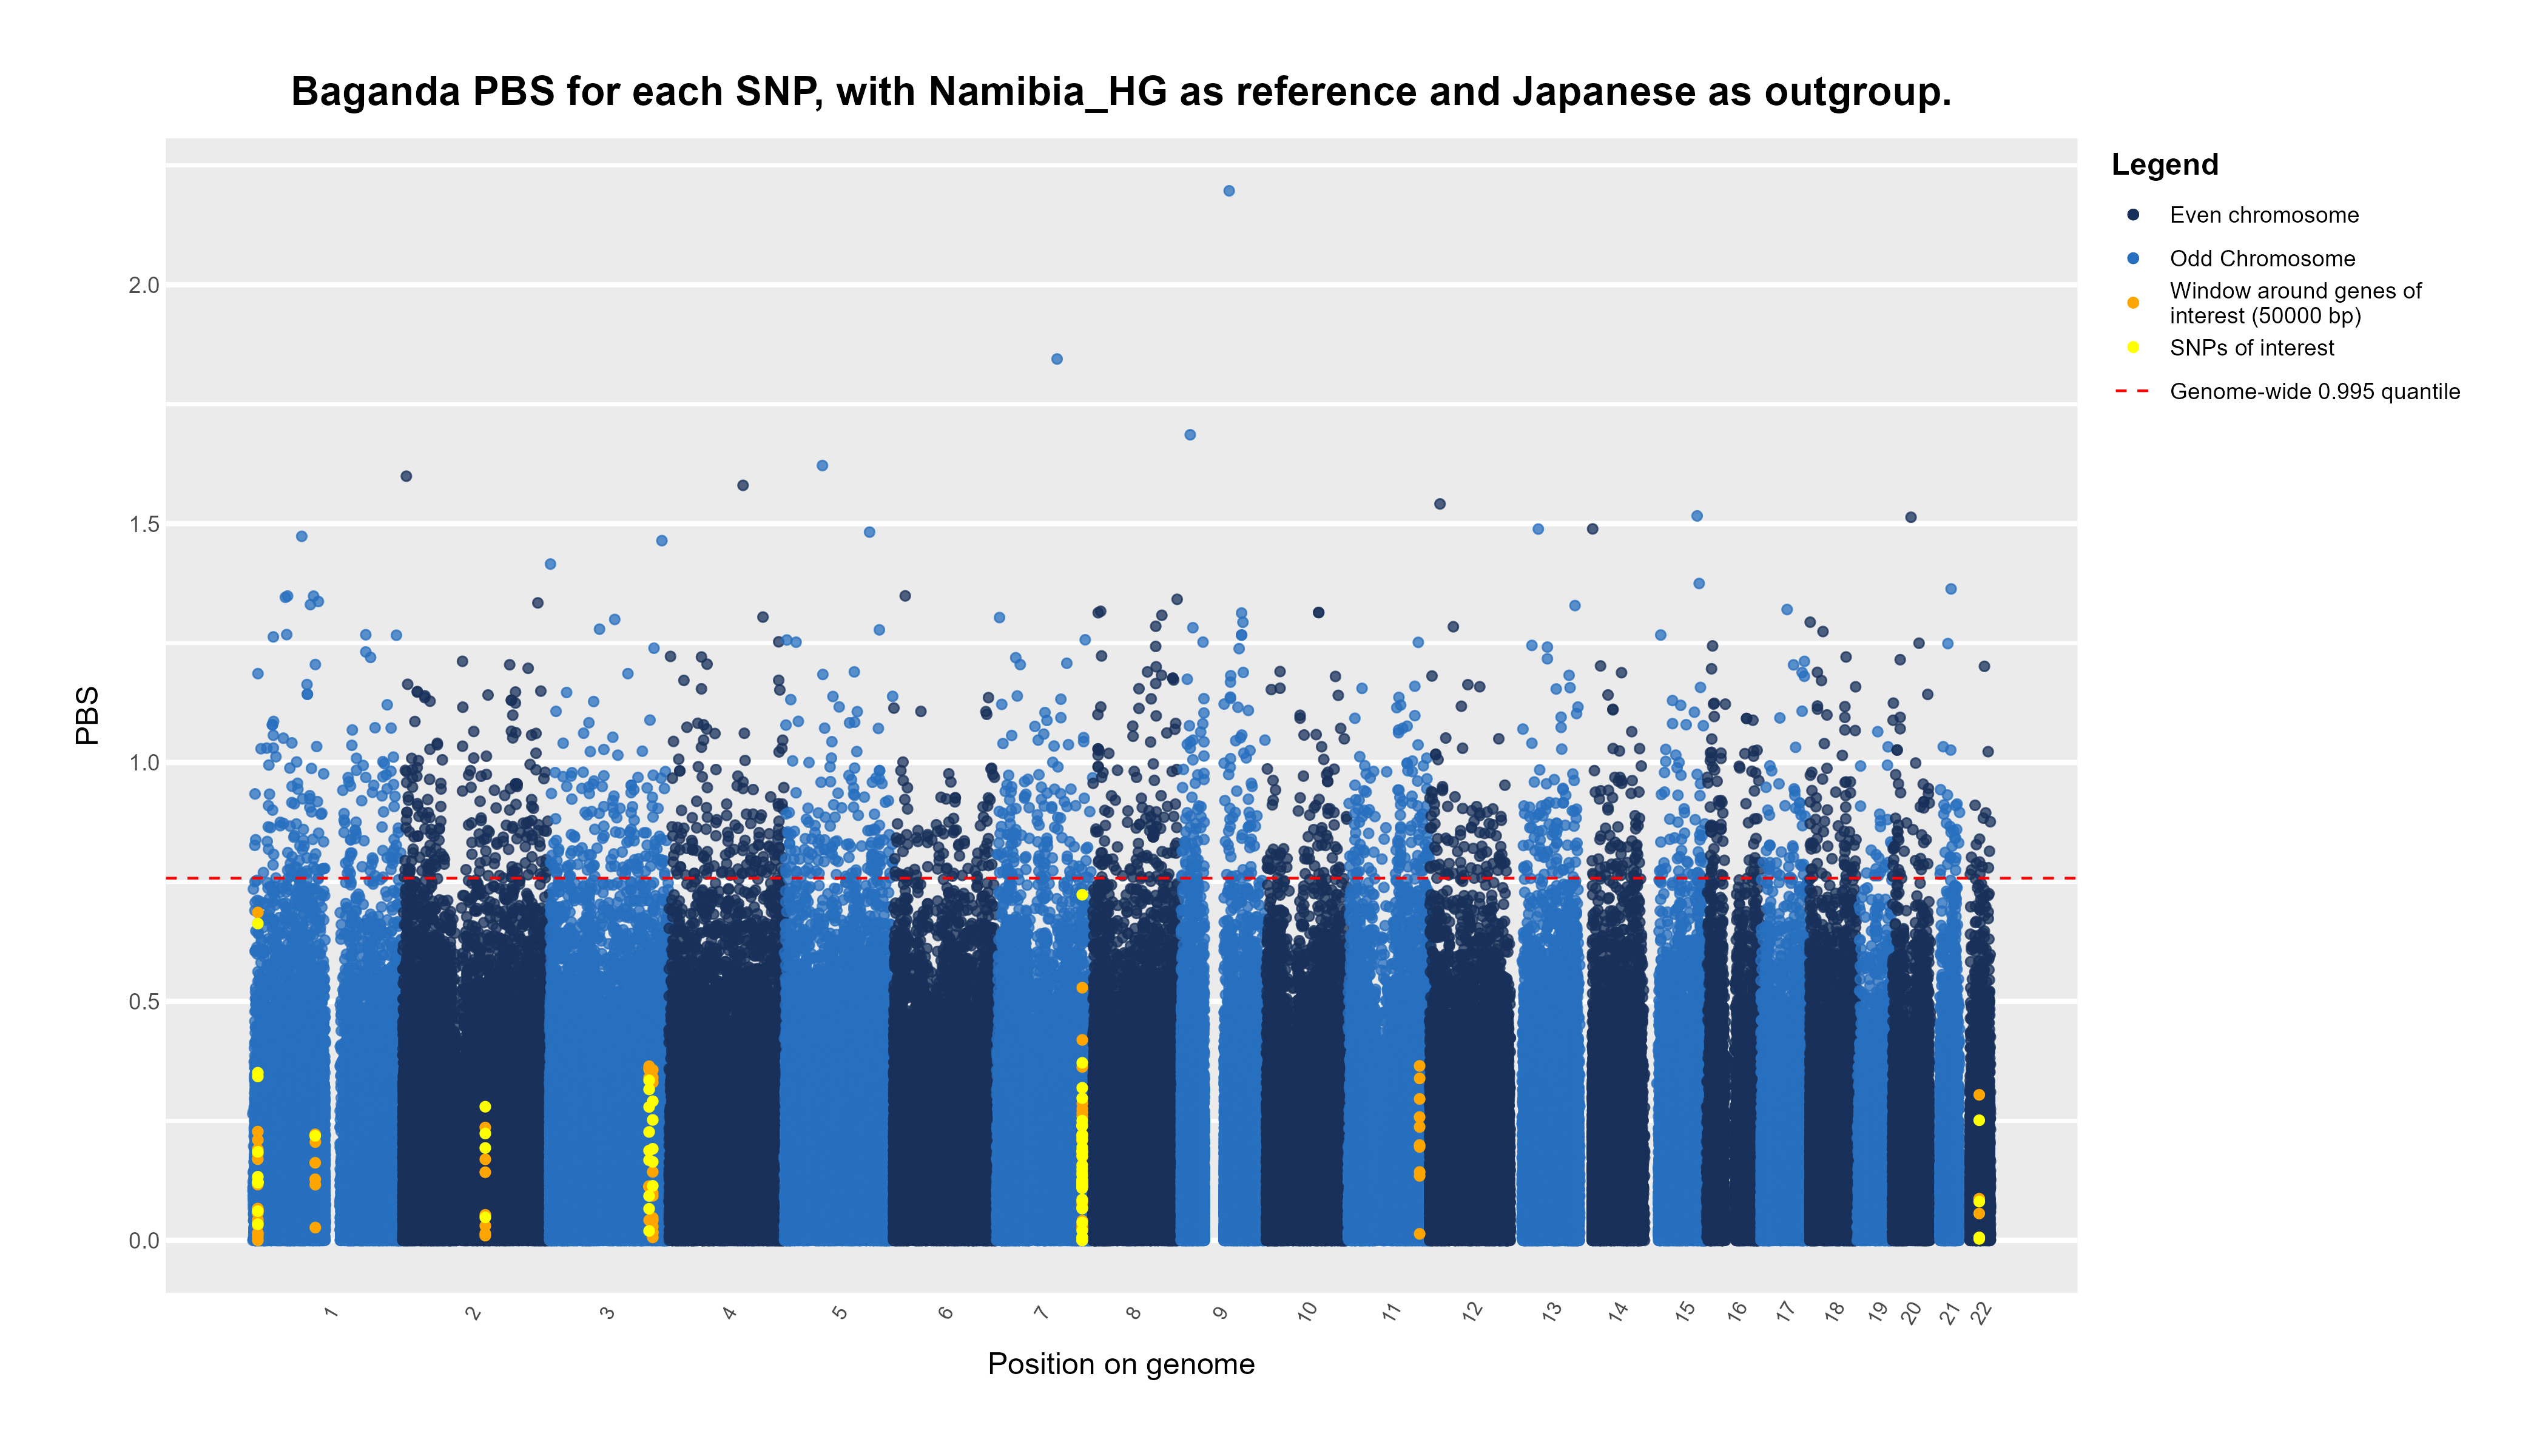 Baganda PBS for each SNP, with Namibia_HG as reference and Japanese as outgroup.
Legend
Even chromosome
Odd Chromosome
Window around genes of
interest (50000 bp)
SNPs of interest
Genome-wide 0.995 quantile
PBS
2.0
1.5
1.0
0.5
0.0
1 2 3 4 5 6 7 8 9 10 11 12 13 14 15 16 17 18 19 20 21 22
Position on genome